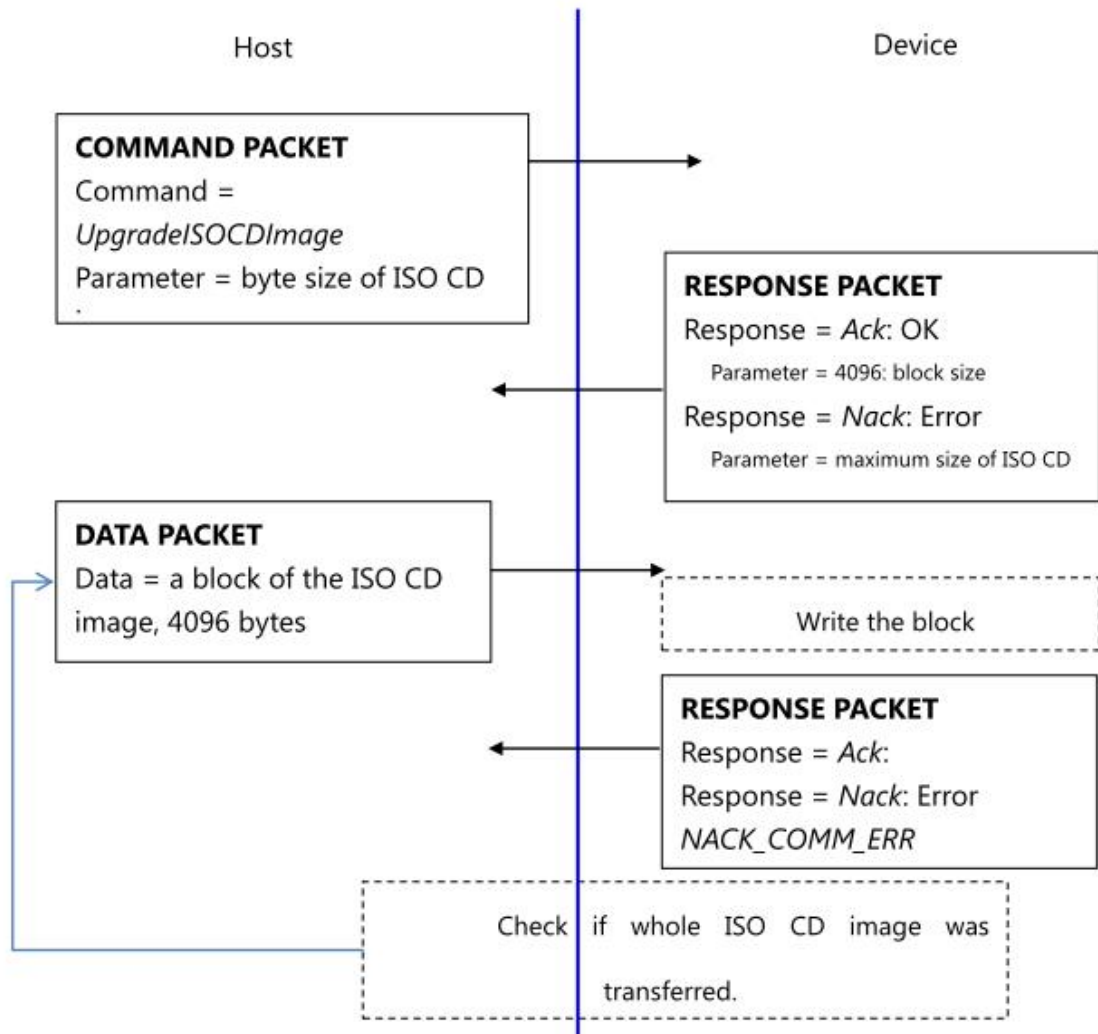 Host
Device
COMMAND PACKET
Command =
UpgradeISOCDImage
Parameter = byte size of ISO CD
.
RESPONSE PACKET
Response = Ack: OK
Parameter = 4096: block size
Response = Nack: Error
Parameter = maximum size of ISO CD
DATA PACKET
Data = a block of the ISO CD
image, 4096 bytes
Write the block
RESPONSE PACKET
Response = Ack:
Response = Nack: Error
NACK_COMM_ERR
Check if whole ISO CD image was
transferred.